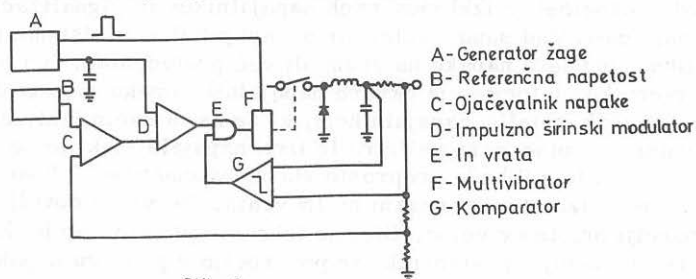 A
B
C
D
E
F
G
A- Generator žage
B- Referenčna napetost
C- Ojačevalnik napake
D- Impulzno širinski modulator
E- In vrata
F- Multivibrator
G- Komparator